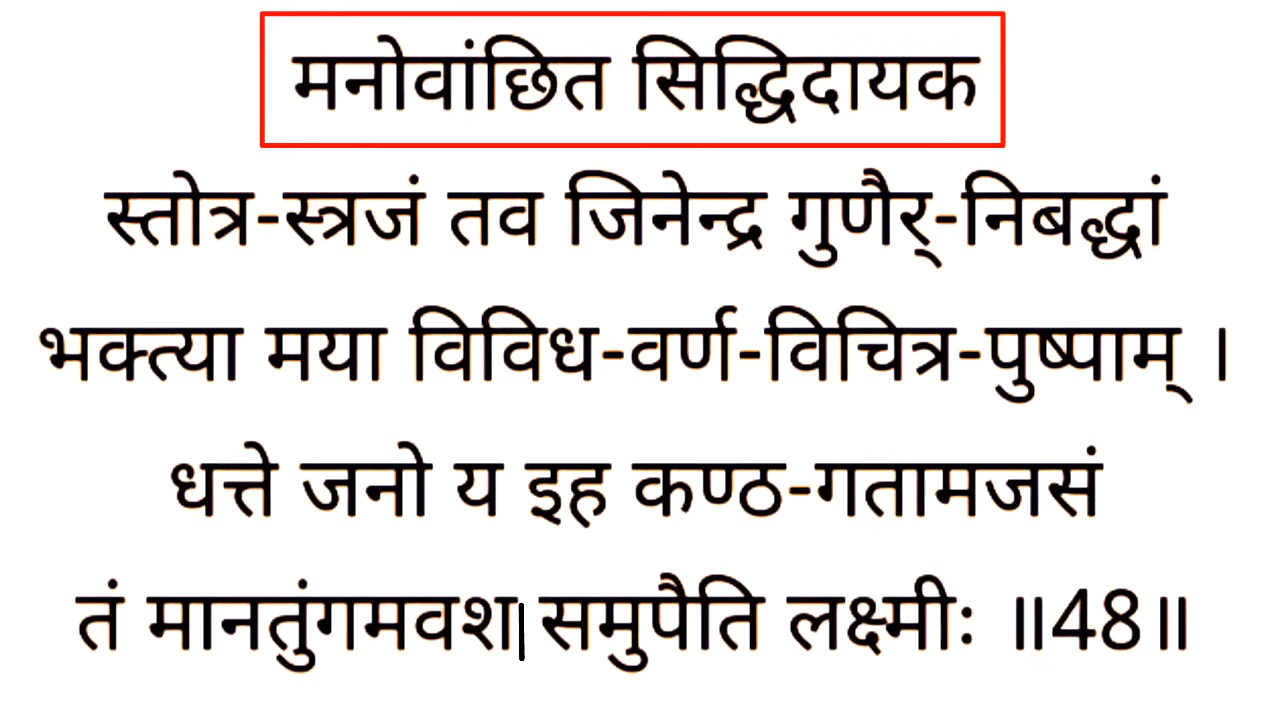 मनोवांछित सिद्धिदायक
स्तोत्र-स्त्रजं तव जिनेन्द्र गुणैर्-निबद्धां
भक्त्या मया विविध-वर्ण-विचित्र-पुष्पाम् ।
धत्ते जनो य इह कण्ठ-गतामजसं
तं मानतुंगमवशा समुपैति लक्ष्मीः ॥48॥